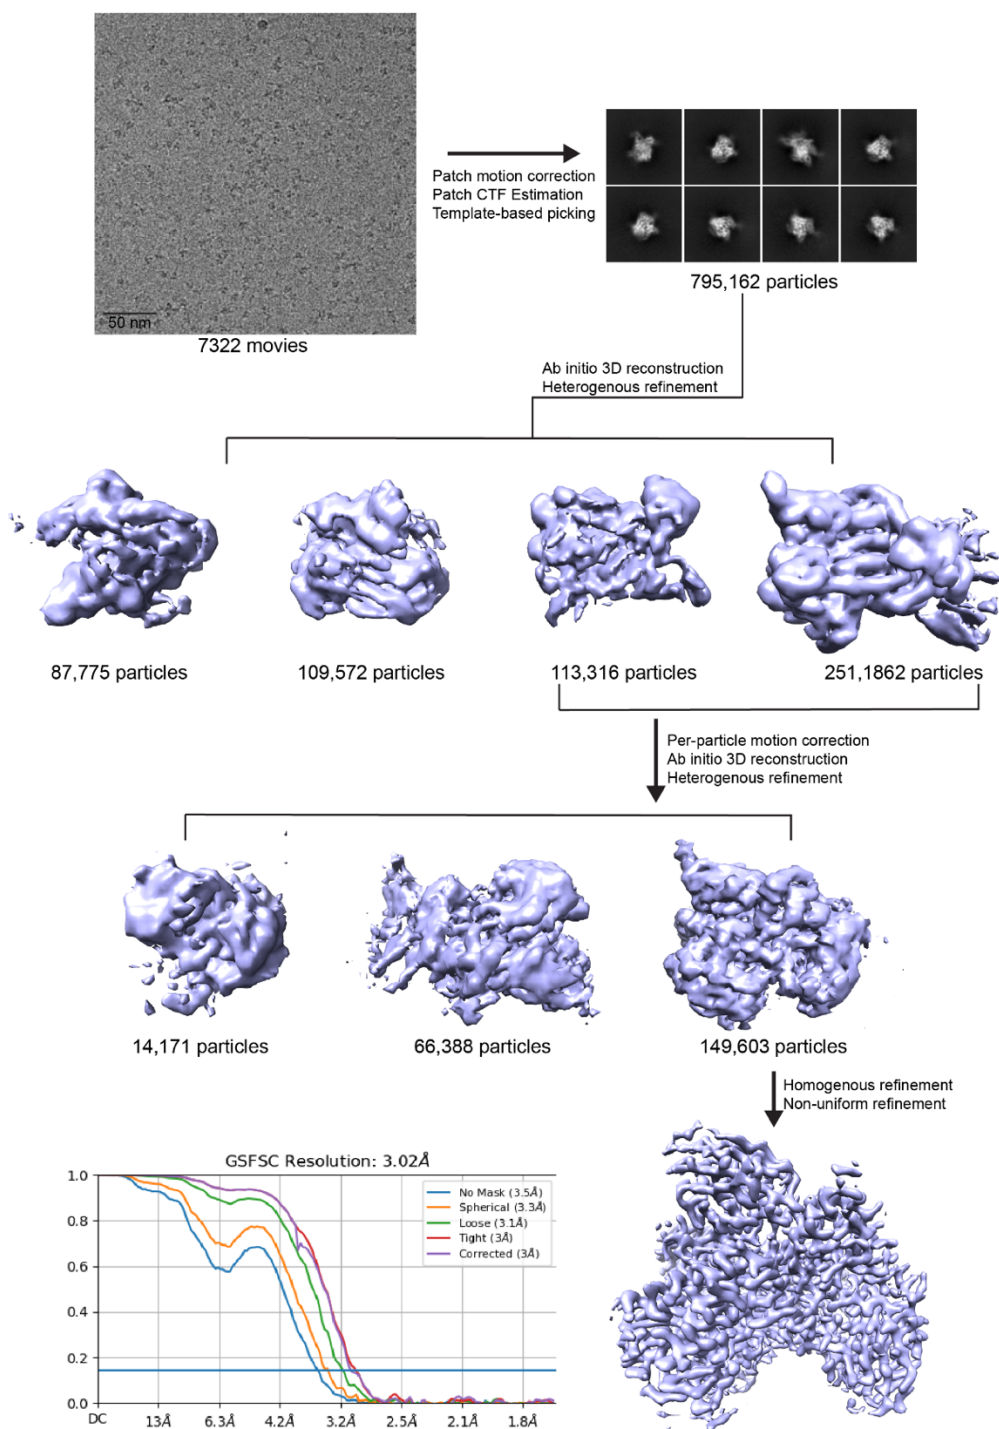 50 nm
7322 movies
Patch motion correction
Patch CTF Estimation
Template-based picking
795,162 particles
Ab initio 3D reconstruction
Heterogenous refinement
87,775 particles
109,572 particles
113,316 particles
251,1862 particles
Per-particle motion correction
Ab initio 3D reconstruction
Heterogenous refinement
14,171 particles
66,388 particles
149,603 particles
Homogenous refinement
Non-uniform refinement
GSFSC Resolution: 3.02Å
No Mask (3.5Å)
Spherical (3.3Å)
Loose (3.1Å)
Tight (3Å)
Corrected (3Å)
1.0
0.8
0.6
0.4
0.2
0.0
DC 13Å 6.3Å 4.2Å 3.2Å 2.5Å 2.1Å 1.8Å